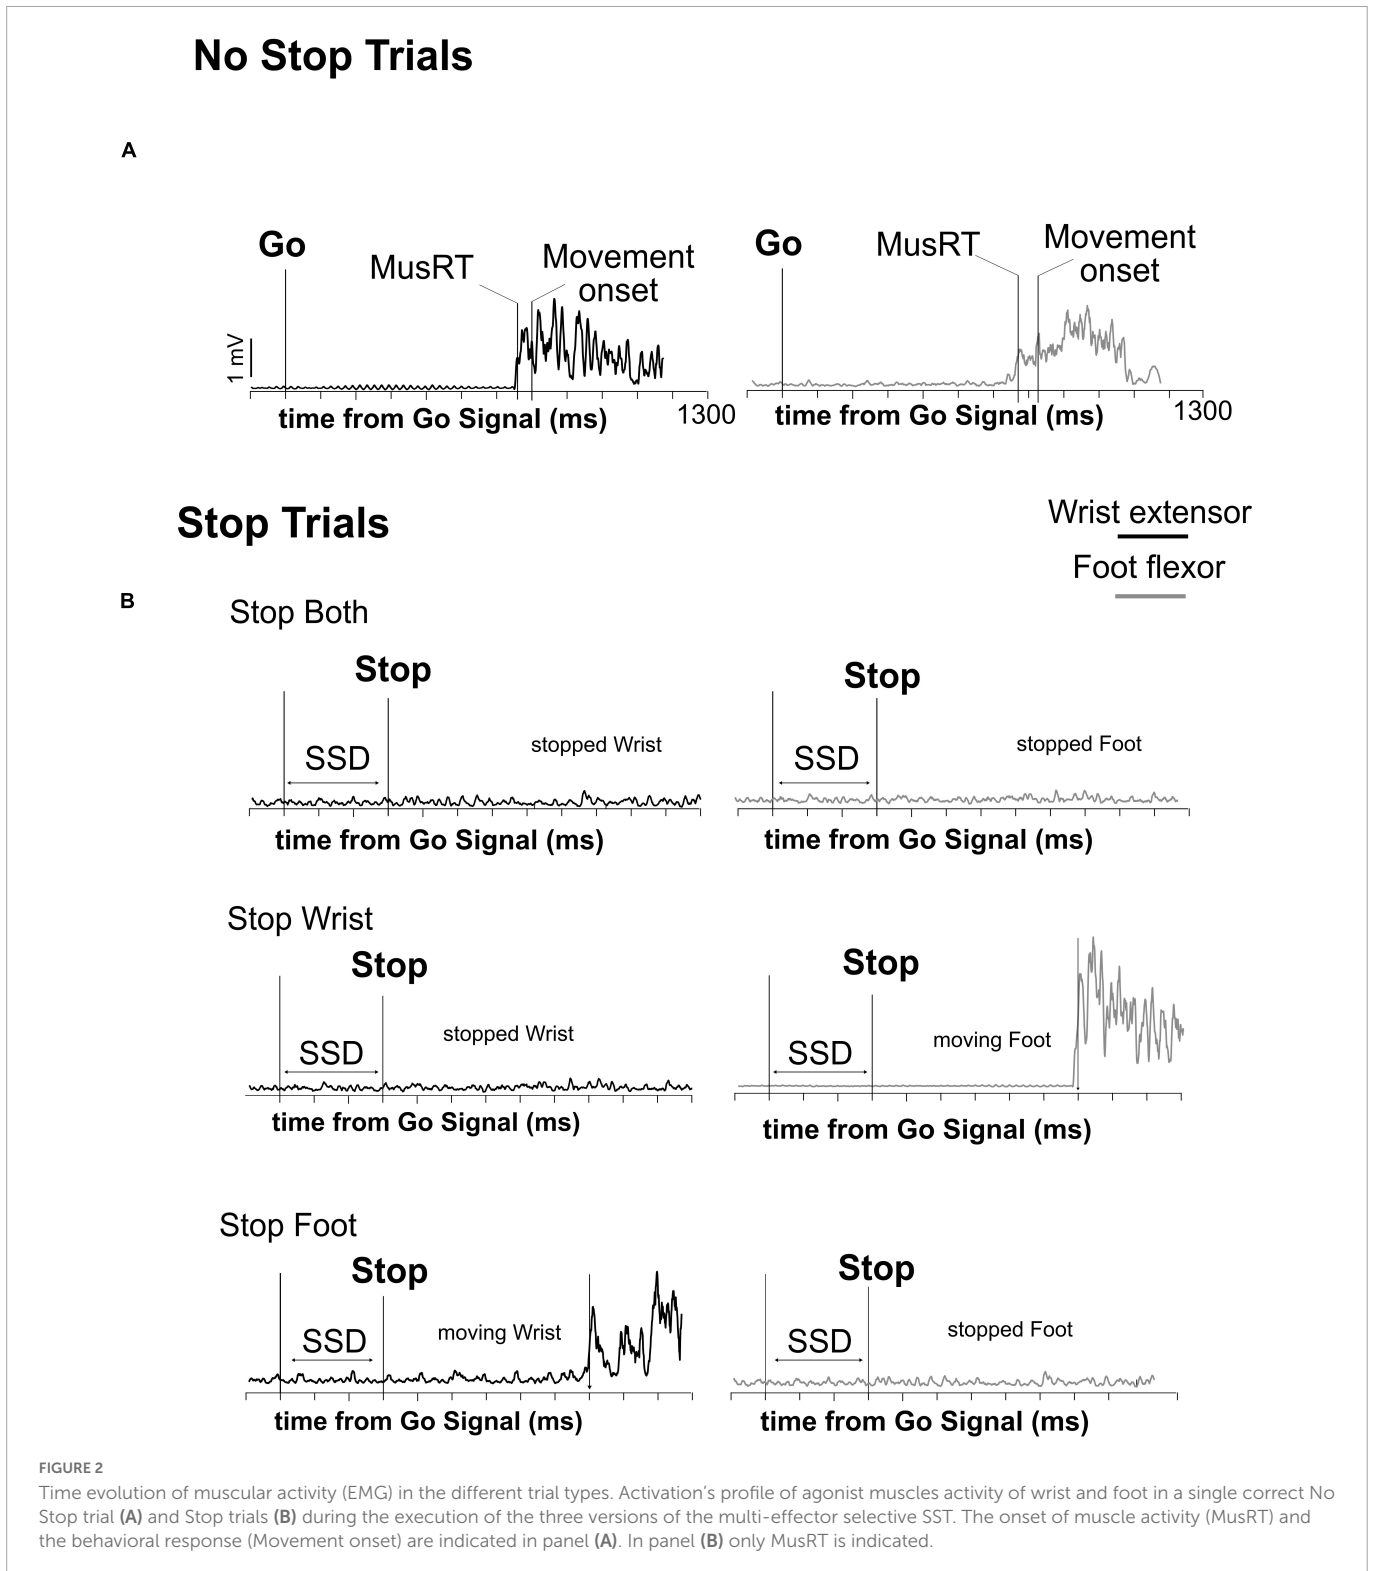 No Stop Trials
A
Go
MusRT
Movement
onset
1 mV
time from Go Signal (ms)
1300
Go
MusRT
Movement
onset
time from Go Signal (ms)
1300
Stop Trials
Wrist extensor
Foot flexor
B
Stop Both
Stop
SSD
stopped Wrist
time from Go Signal (ms)
Stop
SSD
stopped Foot
time from Go Signal (ms)
Stop Wrist
Stop
SSD
stopped Wrist
time from Go Signal (ms)
Stop
SSD
moving Foot
time from Go Signal (ms)
Stop Foot
Stop
SSD
moving Wrist
time from Go Signal (ms)
Stop
SSD
stopped Foot
time from Go Signal (ms)
FIGURE 2
Time evolution of muscular activity (EMG) in the different trial types. Activation's profile of agonist muscles activity of wrist and foot in a single correct No
Stop trial (A) and Stop trials (B) during the execution of the three versions of the multi-effector selective SST. The onset of muscle activity (MusRT) and
the behavioral response (Movement onset) are indicated in panel (A). In panel (B) only MusRT is indicated.